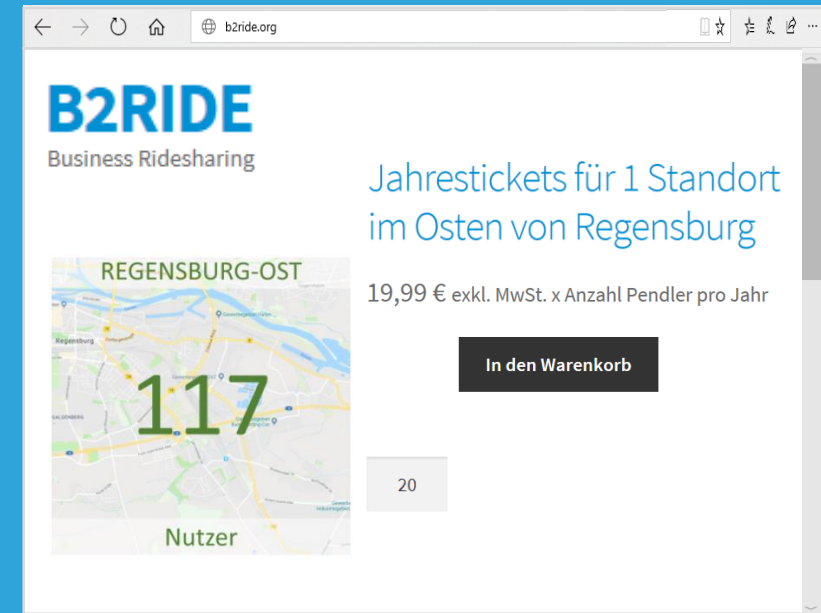 b2ride.org
B2RIDE
Business Ridesharing
Jahrestickets für 1 Standort
im Osten von Regensburg
19,99 € exkl. MwSt. x Anzahl Pendler pro Jahr
In den Warenkorb
20
REGENSBURG-OST
Regensburg
117
Nutzer